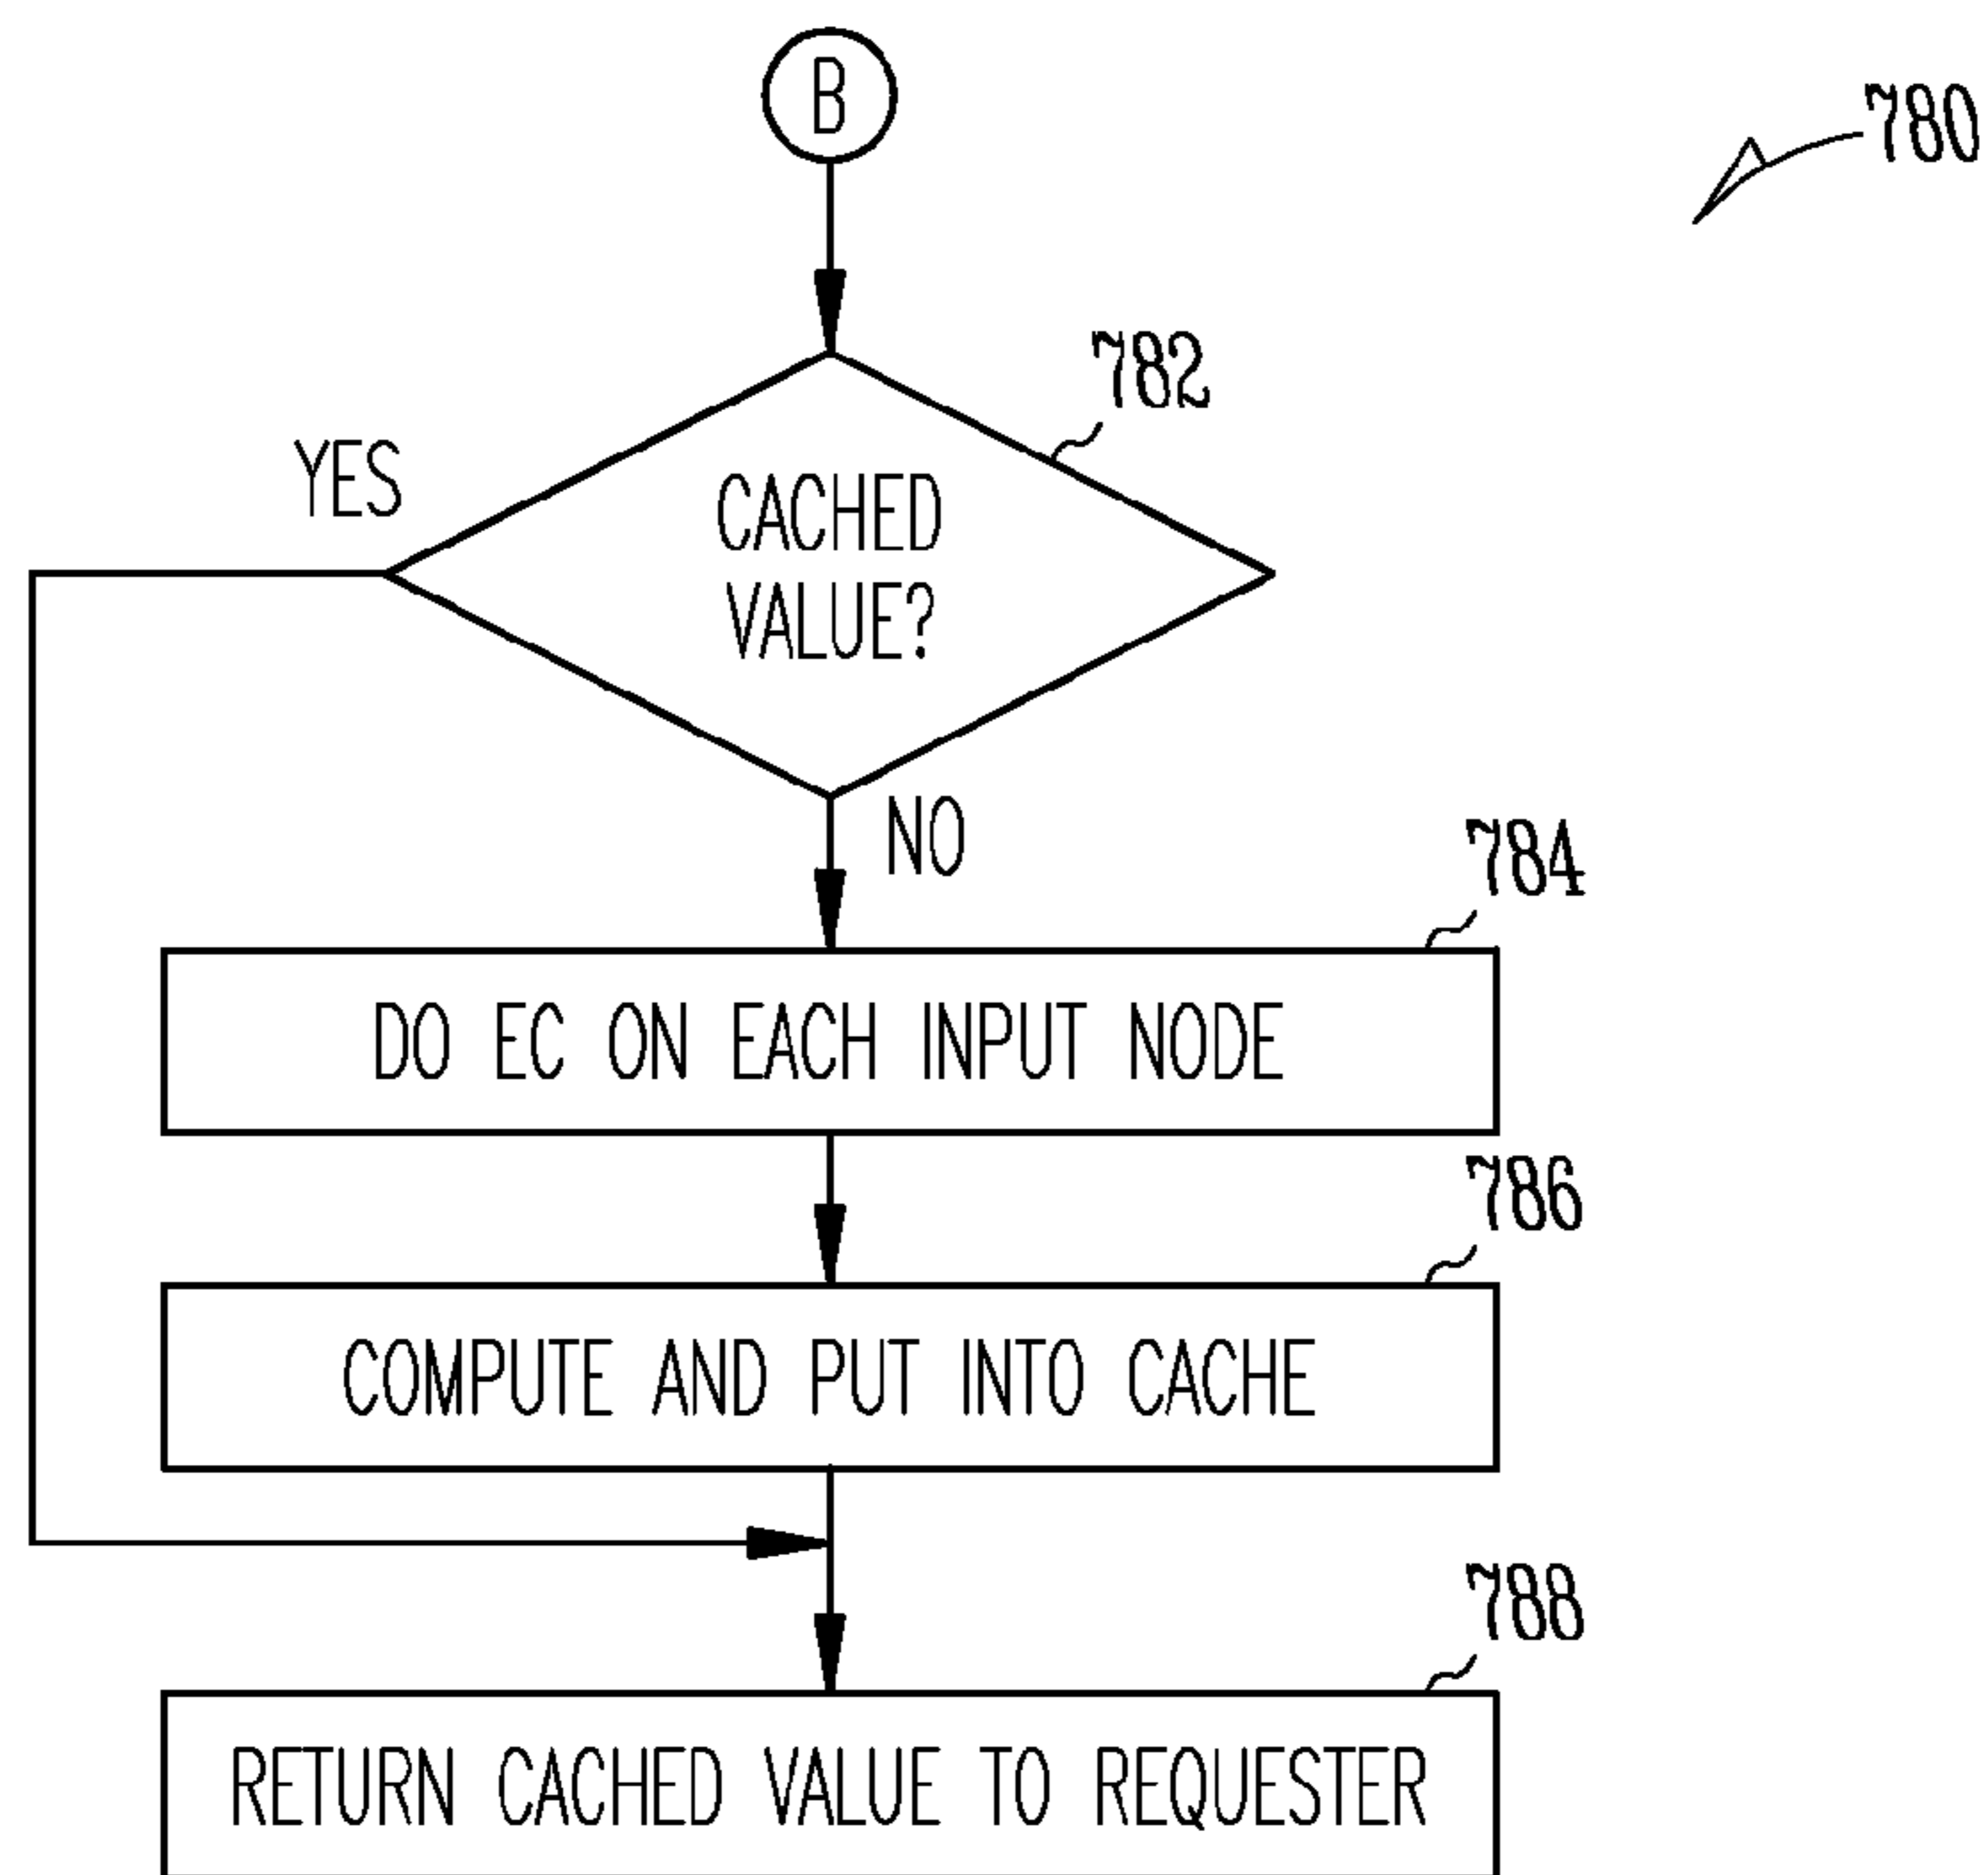 B
780
782
YES
CACHED
VALUE?
NO
784
DO EC ON EACH INPUT NODE
786
COMPUTE AND PUT INTO CACHE
788
RETURN CACHED VALUE TO REQUESTER